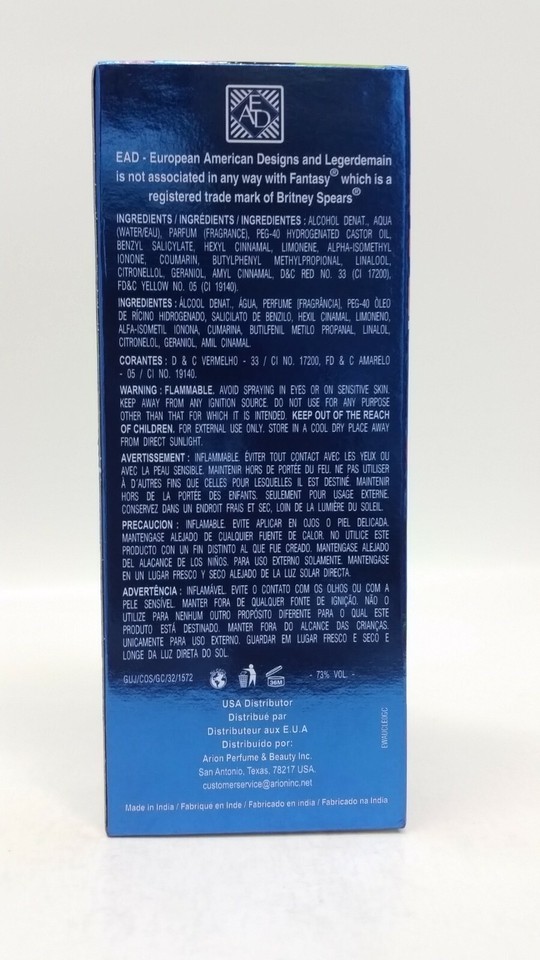 EAD
EAD - European American Designs and Legerdemain
is not associated in any way with Fantasy® which is a
registered trade mark of Britney Spears®
INGREDIENTS / INGRÉDIENTS / INGREDIENTES : ALCOHOL DENAT., AQUA
(WATER/EAU), PARFUM (FRAGRANCE), PEG-40 HYDROGENATED CASTOR OIL,
BENZYL SALICYLATE, HEXYL CINNAMAL, LIMONENE, ALPHA-ISOMETHYL
IONONE, COUMARIN, BUTYLPHENYL METHYLPROPIONAL, LINALOOL,
CITRONELLOL, GERANIOL, AMYL CINNAMAL, D&C RED NO. 33 (CI 17200),
FD&C YELLOW NO. 05 (CI 19140).
INGREDIENTES : ÁLCOOL DENAT., ÁGUA, PERFUME [FRAGRÂNCIA], PEG-40 ÓLEO
DE RÍCINO HIDROGENADO, SALICILATO DE BENZILO, HEXIL CINAMAL, LIMONENO,
ALFA-ISOMETIL IONONA, CUMARINA, BUTILFENIL METILO PROPANAL, LINALOL,
CITRONELOL, GERANIOL, AMIL CINAMAL
CORANTES : D & C VERMELHO - 33 / CI NO. 17200, FD & C AMARELO
- 05 / CI NO. 19140.
WARNING : FLAMMABLE. AVOID SPRAYING IN EYES OR ON SENSITIVE SKIN.
KEEP AWAY FROM ANY IGNITION SOURCE. DO NOT USE FOR ANY PURPOSE
OTHER THAN THAT FOR WHICH IT IS INTENDED. KEEP OUT OF THE REACH
OF CHILDREN. FOR EXTERNAL USE ONLY. STORE IN A COOL DRY PLACE AWAY
FROM DIRECT SUNLIGHT.
AVERTISSEMENT : INFLAMMABLE. ÉVITER TOUT CONTACT AVEC LES YEUX OU
AVEC LA PEAU SENSIBLE. MAINTENIR HORS DE PORTÉE DU FEU. NE PAS UTILISER
À D'AUTRES FINS QUE CELLES POUR LESQUELLES IL EST DESTINÉ. MAINTENIR
HORS DE LA PORTÉE DES ENFANTS. SEULEMENT POUR USAGE EXTERNE.
CONSERVEZ DANS UN ENDROIT FRAIS ET SEC, LOIN DE LA LUMIÈRE DU SOLEIL.
PRECAUCION : INFLAMABLE. EVITE APLICAR EN OJOS O PIEL DELICADA.
MANTENGASE ALEJADO DE CUALQUIER FUENTE DE CALOR. NO UTILICE ESTE
PRODUCTO CON UN FIN DISTINTO AL QUE FUE CREADO. MANTENGASE ALEJADO
DEL ALACANCE DE LOS NIÑOS. PARA USO EXTERNO SOLAMENTE. MANTENGASE
EN UN LUGAR FRESCO Y SECO ALEJADO DE LA LUZ SOLAR DIRECTA.
ADVERTÊNCIA : INFLAMÁVEL. EVITE O CONTATO COM OS OLHOS OU COM A
PELE SENSÍVEL. MANTER FORA DE QUALQUER FONTE DE IGNIÇÃO. NÃO O
UTILIZE PARA NENHUM OUTRO PROPÓSITO DIFERENTE PARA O QUAL ESTE
PRODUTO ESTÁ DESTINADO. MANTER FORA DO ALCANCE DAS CRIANÇAS.
UNICAMENTE PARA USO EXTERNO. GUARDAR EM LUGAR FRESCO E SECO E
LONGE DA LUZ DIRETA DO SOL.
GUJ/COS/GC/32/1572 36M - 73% VOL. -
USA Distributor
Distribué par
Distributeur aux E.U.A
Distribuido por:
Arion Perfume & Beauty Inc.
San Antonio, Texas, 78217 USA.
customerservice@arioninc.net
Made in India / Fabriqué en Inde / Fabricado en india / Fabricado na India